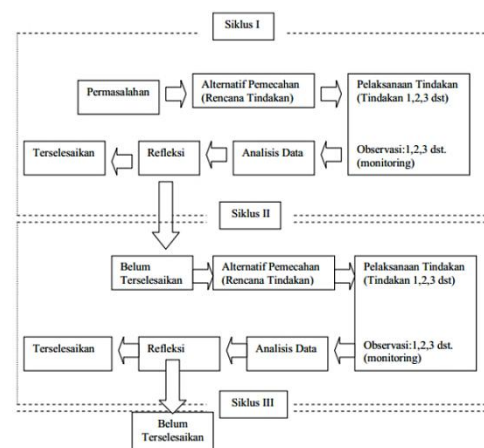 Siklus I
Permasalahan
Alternatif Pemecahan
(Rencana Tindakan)
Pelaksanaan Tindakan
(Tindakan 1,2,3 dst)
Terselesaikan
Refleksi
Analisis Data
Observasi:1,2,3 dst.
(monitoring)
Siklus II
Belum
Terselesaikan
Alternatif Pemecahan
(Rencana Tindakan)
Pelaksanaan Tindakan
(Tindakan 1,2,3 dst)
Terselesaikan
Refleksi
Analisis Data
Observasi:1,2,3 dst.
(monitoring)
Siklus III
Belum
Terselesaikan